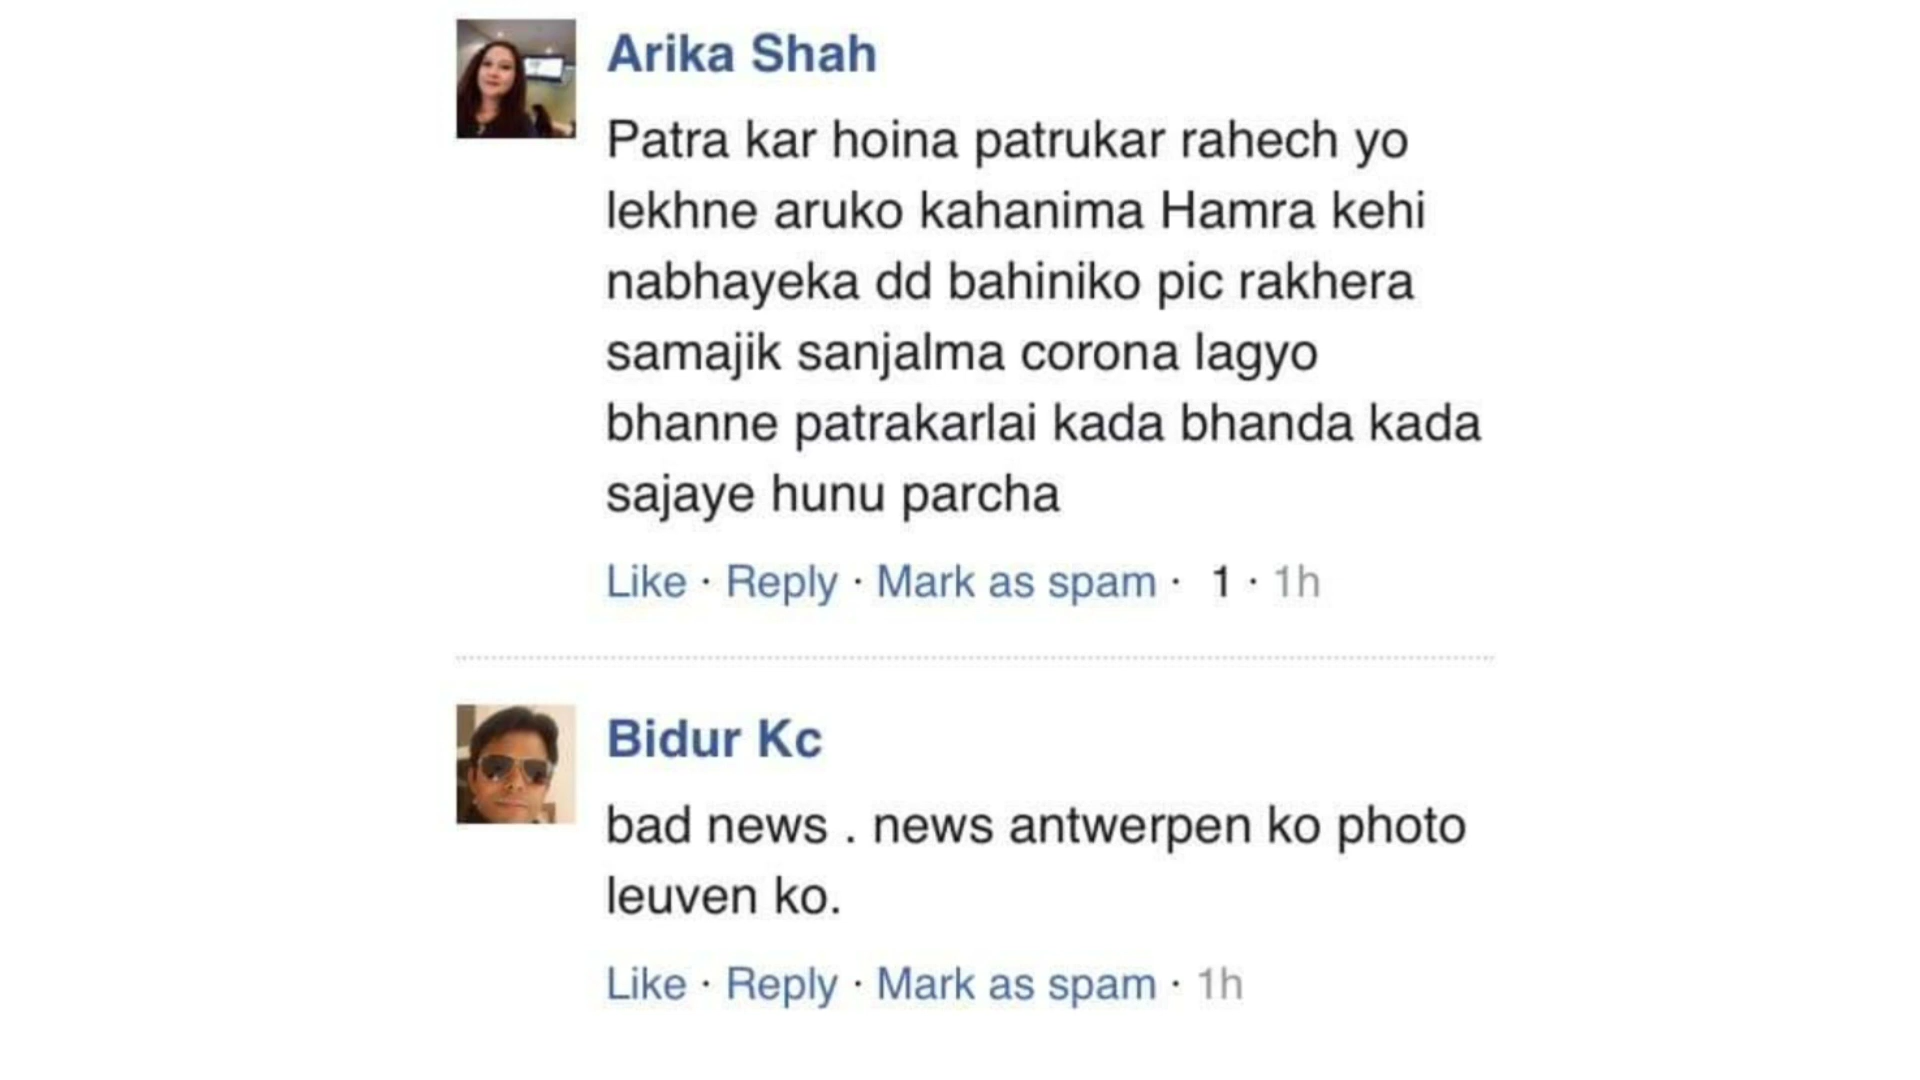 Arika Shah
Patra kar hoina patrukar rahech yo
lekhne aruko kahanima Hamra kehi
nabhayeka dd bahiniko pic rakhera
samajik sanjalma corona lagyo
bhanne patrakarlai kada bhanda kada
sajaye hunu parcha
Like · Reply · Mark as spam · 1 · 1h
Bidur Kc
bad news . news antwerpen ko photo
leuven ko.
Like · Reply · Mark as spam · 1h